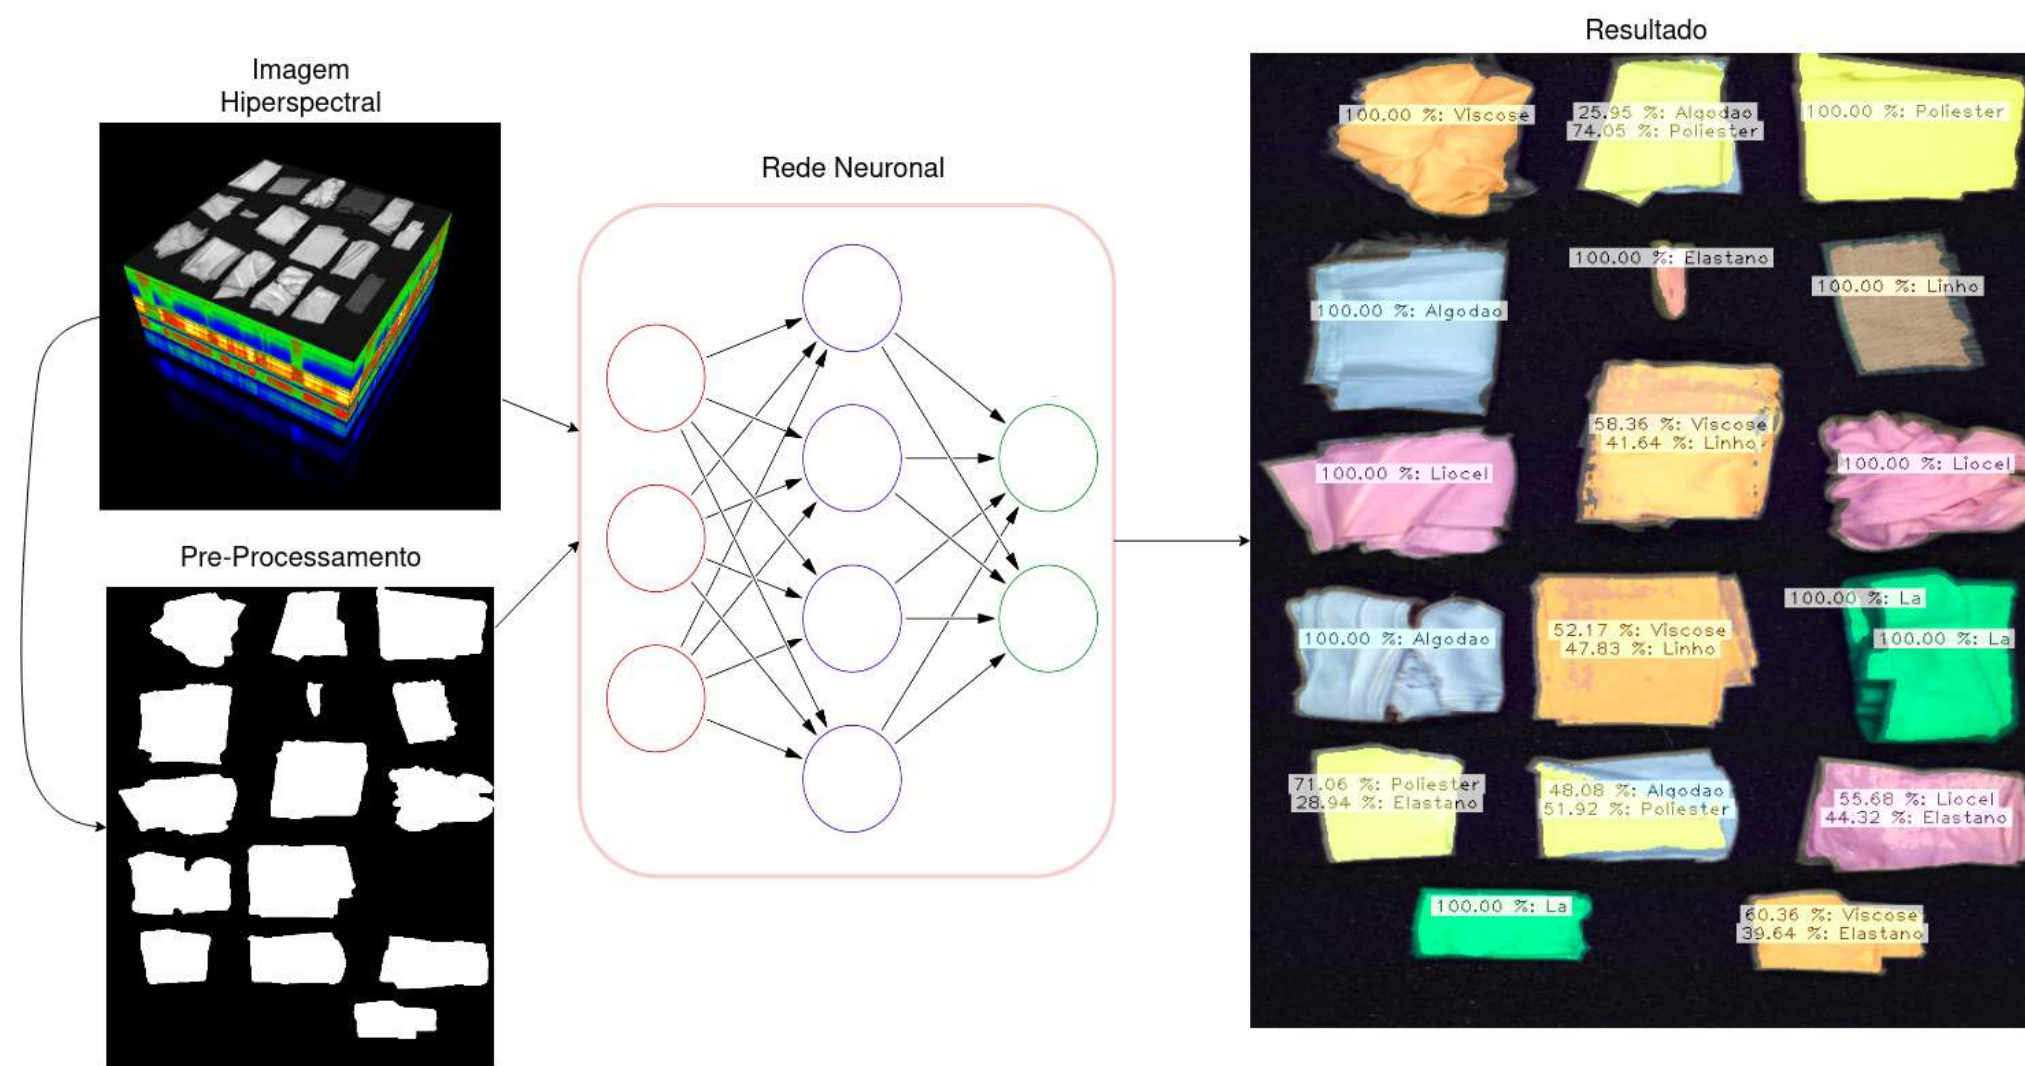 Imagem
Hiperspectral
Pre-Processamento
Rede Neuronal
Resultado
100.00 %: Viscose
25.95 %: Algodao
74.05 %: Poliester
100.00 %: Poliester
100.00 %: Algodao
100.00 %: Elastano
100.00 %: Linho
100.00 %: Liocel
58.36 %: Viscose
41.64 %: Linho
100.00 %: Liocel
100.00 %: Algodao
52.17 %: Viscose
47.83 %: Linho
100.00 %: La
100.00 %: La
71.06 %: Poliester
28.94 %: Elastano
48.08 %: Algodao
51.92 %: Poliester
55.68 %: Liocel
44.32 %: Elastano
100.00 %: La
60.36 %: Viscose
39.64 %: Elastano